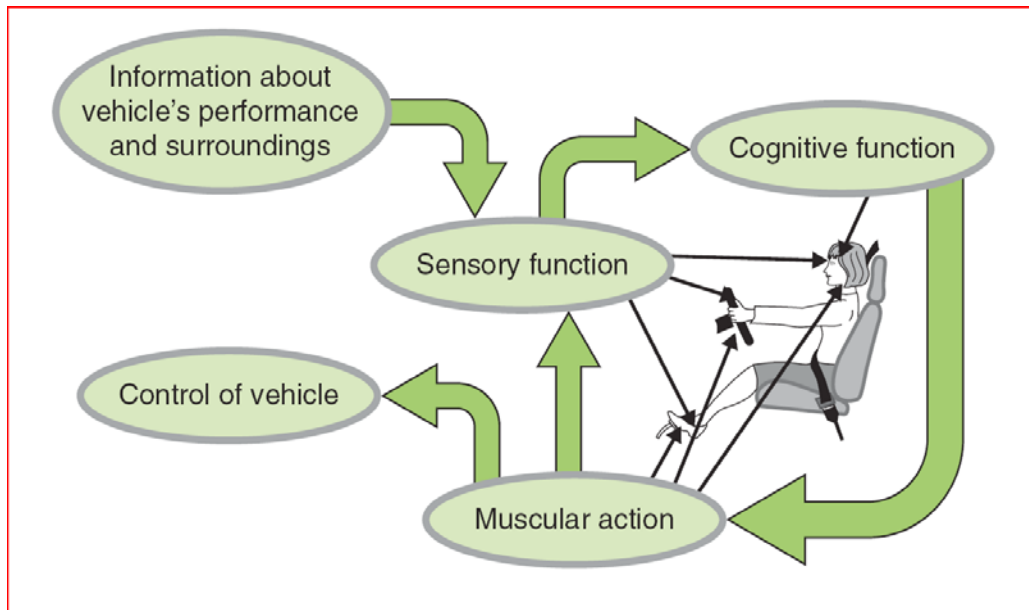 Information about
vehicle's performance
and surroundings
Cognitive function
Sensory function
Control of vehicle
Muscular action